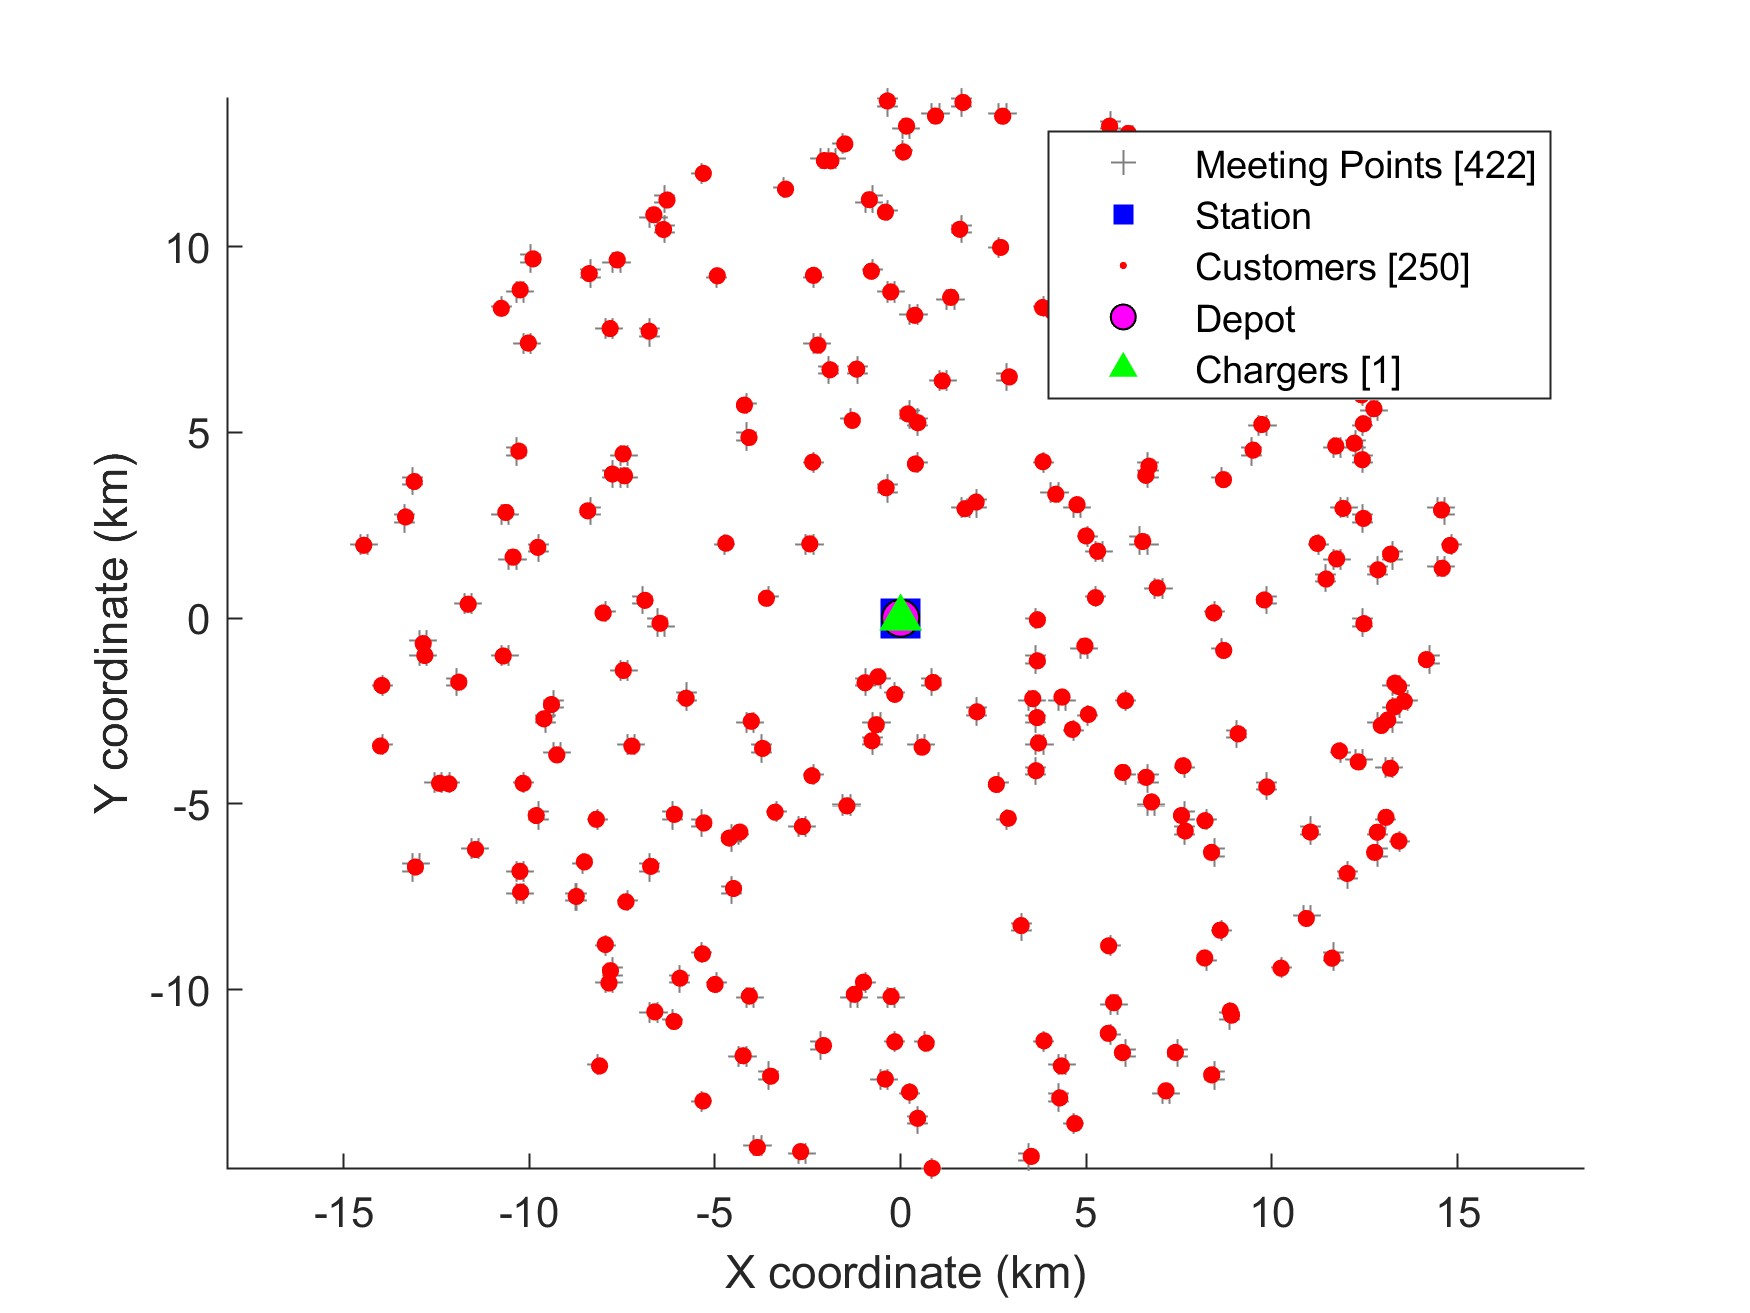 Meeting Points [422]
Station
Customers [250]
Depot
Chargers [1]
10
5
0
-5
-10
Y coordinate (km)
-15
-10
-5
0
5
10
15
X coordinate (km)